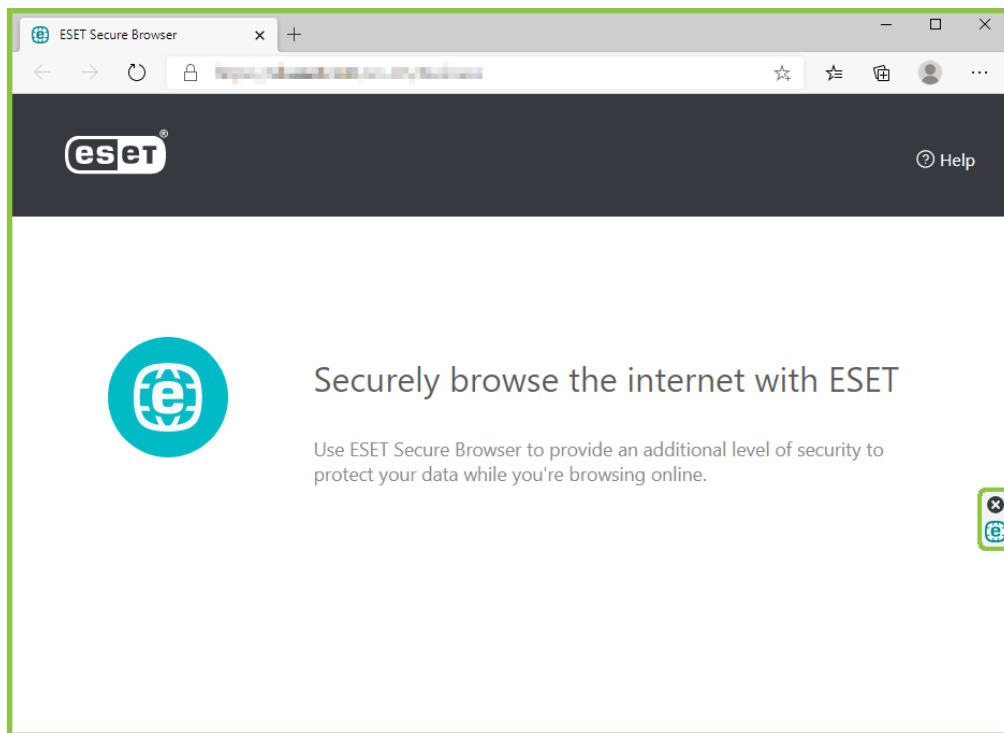 ESET Secure Browser
eseT®
Help
Securely browse the internet with ESET
Use ESET Secure Browser to provide an additional level of security to
protect your data while you're browsing online.